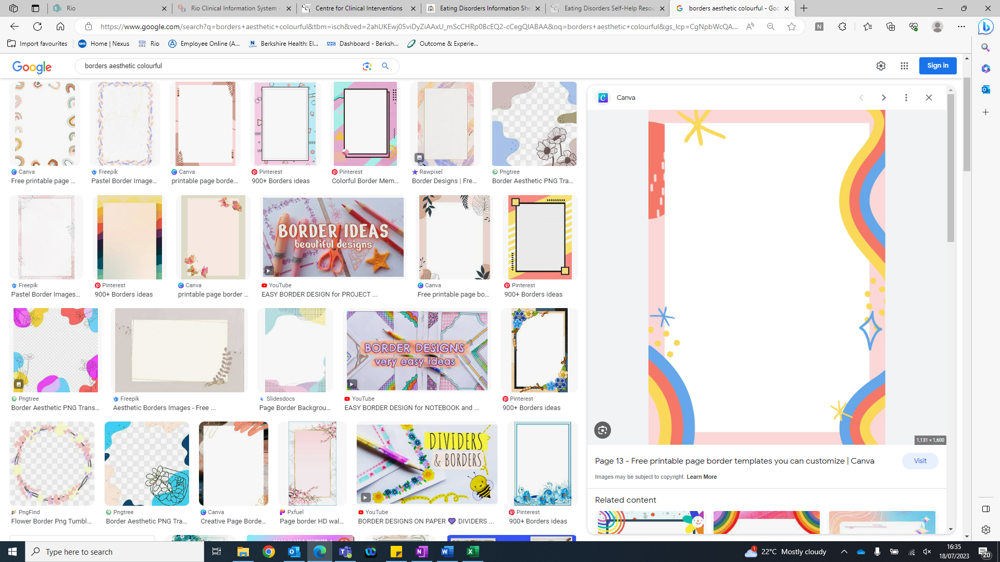 Rio
Rio Clinical Information System -
Centre for Clinical Interventions
Eating Disorders Information She
Eating Disorders Self-Help Resou
borders aesthetic colourful - Goo
https://www.google.com/search?q=borders+aesthetic+colourful&tbm=isch&ved=2ahUKEwj05viDyZiAAxU_mScCHRp0BcEQ2-cCegQIABAA&oq=borders+aesthetic+colourful&gs_lcp=CgNpbWcQA...
Import favourites
Home | Nexus
Rio
Employee Online (A...
Berkshire Health: El...
Dashboard - Berksh...
Outcome & Experie...
Google
borders aesthetic colourful
Sign in
Canva
Free printable page ...
Freepik
Pastel Border Image...
Canva
printable page borde...
Pinterest
900+ Borders ideas
Pinterest
Colorful Border Mem...
Rawpixel
Border Designs | Fre...
Pngtree
Border Aesthetic PNG Tra...
BORDER IDEAS
beautiful designs
Freepik
Pastel Border Images...
Pinterest
900+ Borders ideas
Canva
printable page border ...
YouTube
EASY BORDER DESIGN for PROJECT ...
Canva
Free printable page bo...
Pinterest
900+ Borders ideas
BORDER DESIGNS
very easy ideas
Pngtree
Border Aesthetic PNG Trans...
Freepik
Aesthetic Borders Images - Free ...
Slidesdocs
Page Border Backgrou...
YouTube
EASY BORDER DESIGN for NOTEBOOK and ...
Pinterest
900+ Borders ideas
DIVIDERS
& BORDERS
PngFind
Flower Border Png Tumbl...
Pngtree
Border Aesthetic PNG Tra...
Canva
Creative Page Borde...
Pxfuel
Page border HD wal...
YouTube
BORDER DESIGNS ON PAPER 💜 DIVIDERS ...
Pinterest
900+ Borders ideas
Canva
1,131 × 1,600
Page 13 - Free printable page border templates you can customize | Canva
Visit
Images may be subject to copyright. Learn More
Related content
Type here to search
1
22°C Mostly cloudy
16:35
18/07/2023
20